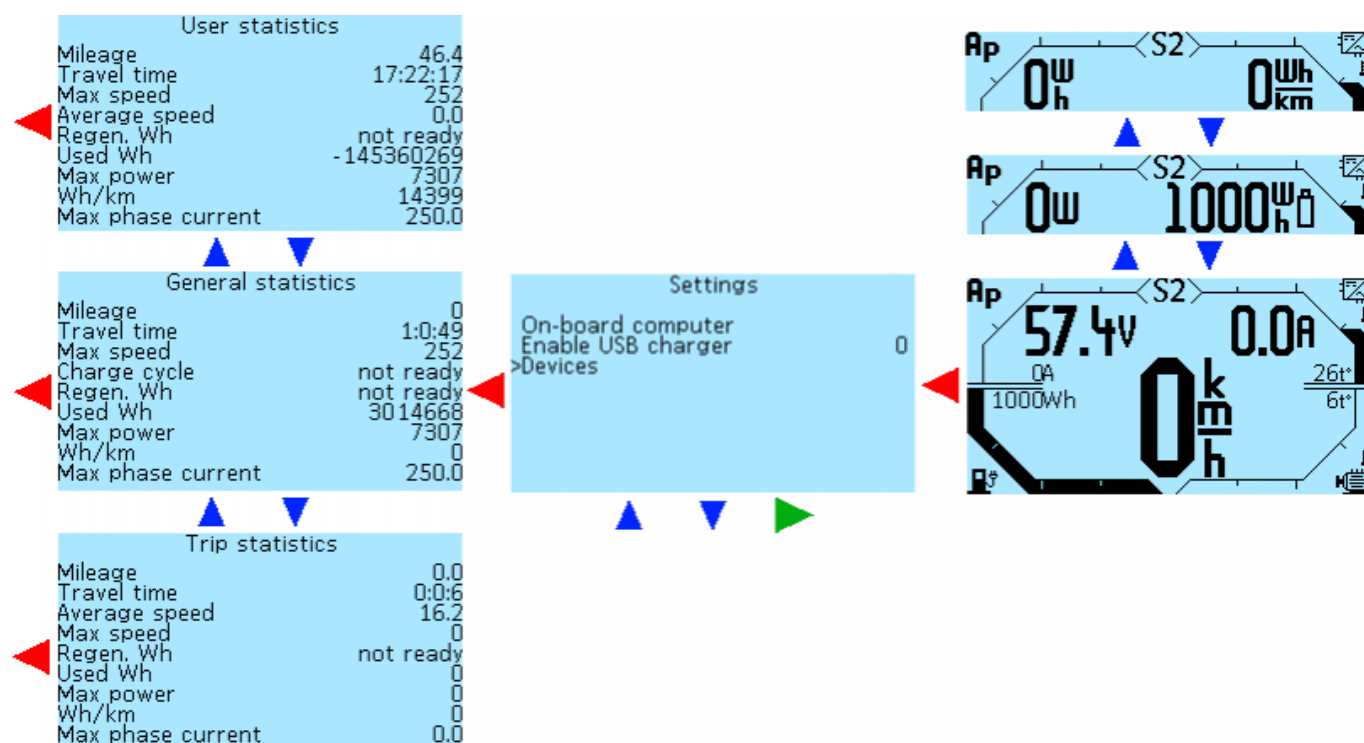 User statistics
Mileage 46.4
Travel time 17:22:17
Max speed 252
Average speed 0.0
Regen. Wh not ready
Used Wh -145360269
Max power 7307
Wh/km 14399
Max phase current 250.0
General statistics
Mileage 0
Travel time 1:0:49
Max speed 252
Charge cycle not ready
Regen. Wh not ready
Used Wh 3014668
Max power 7307
Wh/km 0
Max phase current 250.0
Trip statistics
Mileage 0.0
Travel time 0:0:6
Average speed 16.2
Max speed 0
Regen. Wh not ready
Used Wh 0
Max power 0
Wh/km 0
Max phase current 0.0
Settings
On-board computer
Enable USB charger 0
>Devices
Ap S2
0Wh 0Wh/km
Ap S2
0W 1000Wh
Ap S2
57.4V 0.0A
0A 26t°
1000Wh 6t°
0 km/h